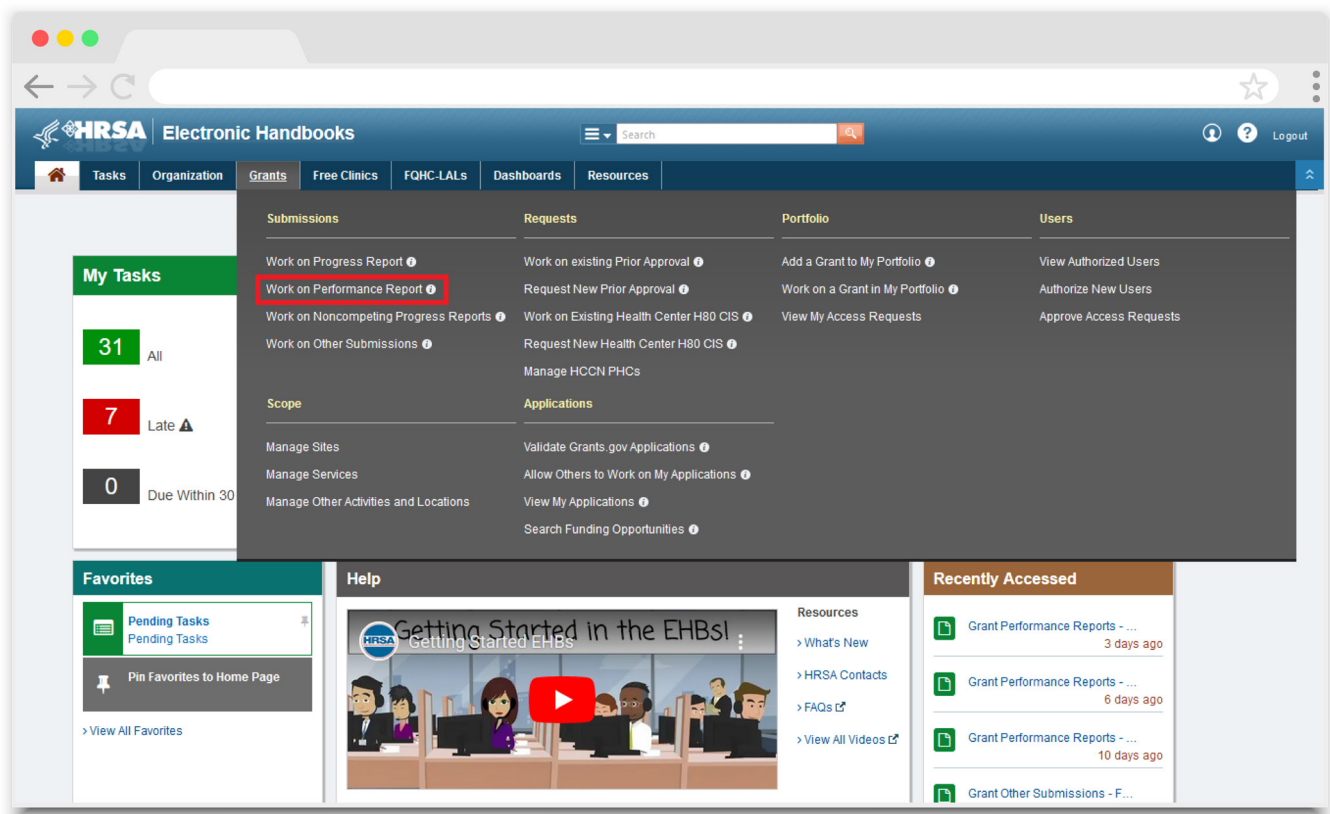 HRSA Electronic Handbooks
Search
Logout
Tasks Organization Grants Free Clinics FQHC-LALs Dashboards Resources
Submissions
Work on Progress Report
Work on Performance Report
Work on Noncompeting Progress Reports
Work on Other Submissions
Requests
Work on existing Prior Approval
Request New Prior Approval
Work on Existing Health Center H80 CIS
Request New Health Center H80 CIS
Manage HCCN PHCs
Portfolio
Add a Grant to My Portfolio
Work on a Grant in My Portfolio
View My Access Requests
Users
View Authorized Users
Authorize New Users
Approve Access Requests
Scope
Manage Sites
Manage Services
Manage Other Activities and Locations
Applications
Validate Grants.gov Applications
Allow Others to Work on My Applications
View My Applications
Search Funding Opportunities
My Tasks
31 All
7 Late
0 Due Within 30
Favorites
Pending Tasks
Pending Tasks
Pin Favorites to Home Page
> View All Favorites
Help
Getting Started in the EHBs!
HRSA Getting Started EHBs
Resources
> What's New
> HRSA Contacts
> FAQs
> View All Videos
Recently Accessed
Grant Performance Reports - ...
3 days ago
Grant Performance Reports - ...
6 days ago
Grant Performance Reports - ...
10 days ago
Grant Other Submissions - F...